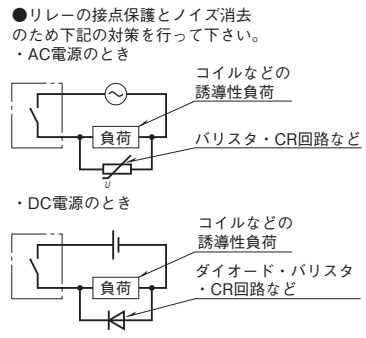 ●リレーの接点保護とノイズ消去
のため下記の対策を行って下さい。
・AC電源のとき
コイルなどの
誘導性負荷
負荷
バリスタ・CR回路など
U
・DC電源のとき
コイルなどの
誘導性負荷
負荷
ダイオード・バリスタ
・CR回路など